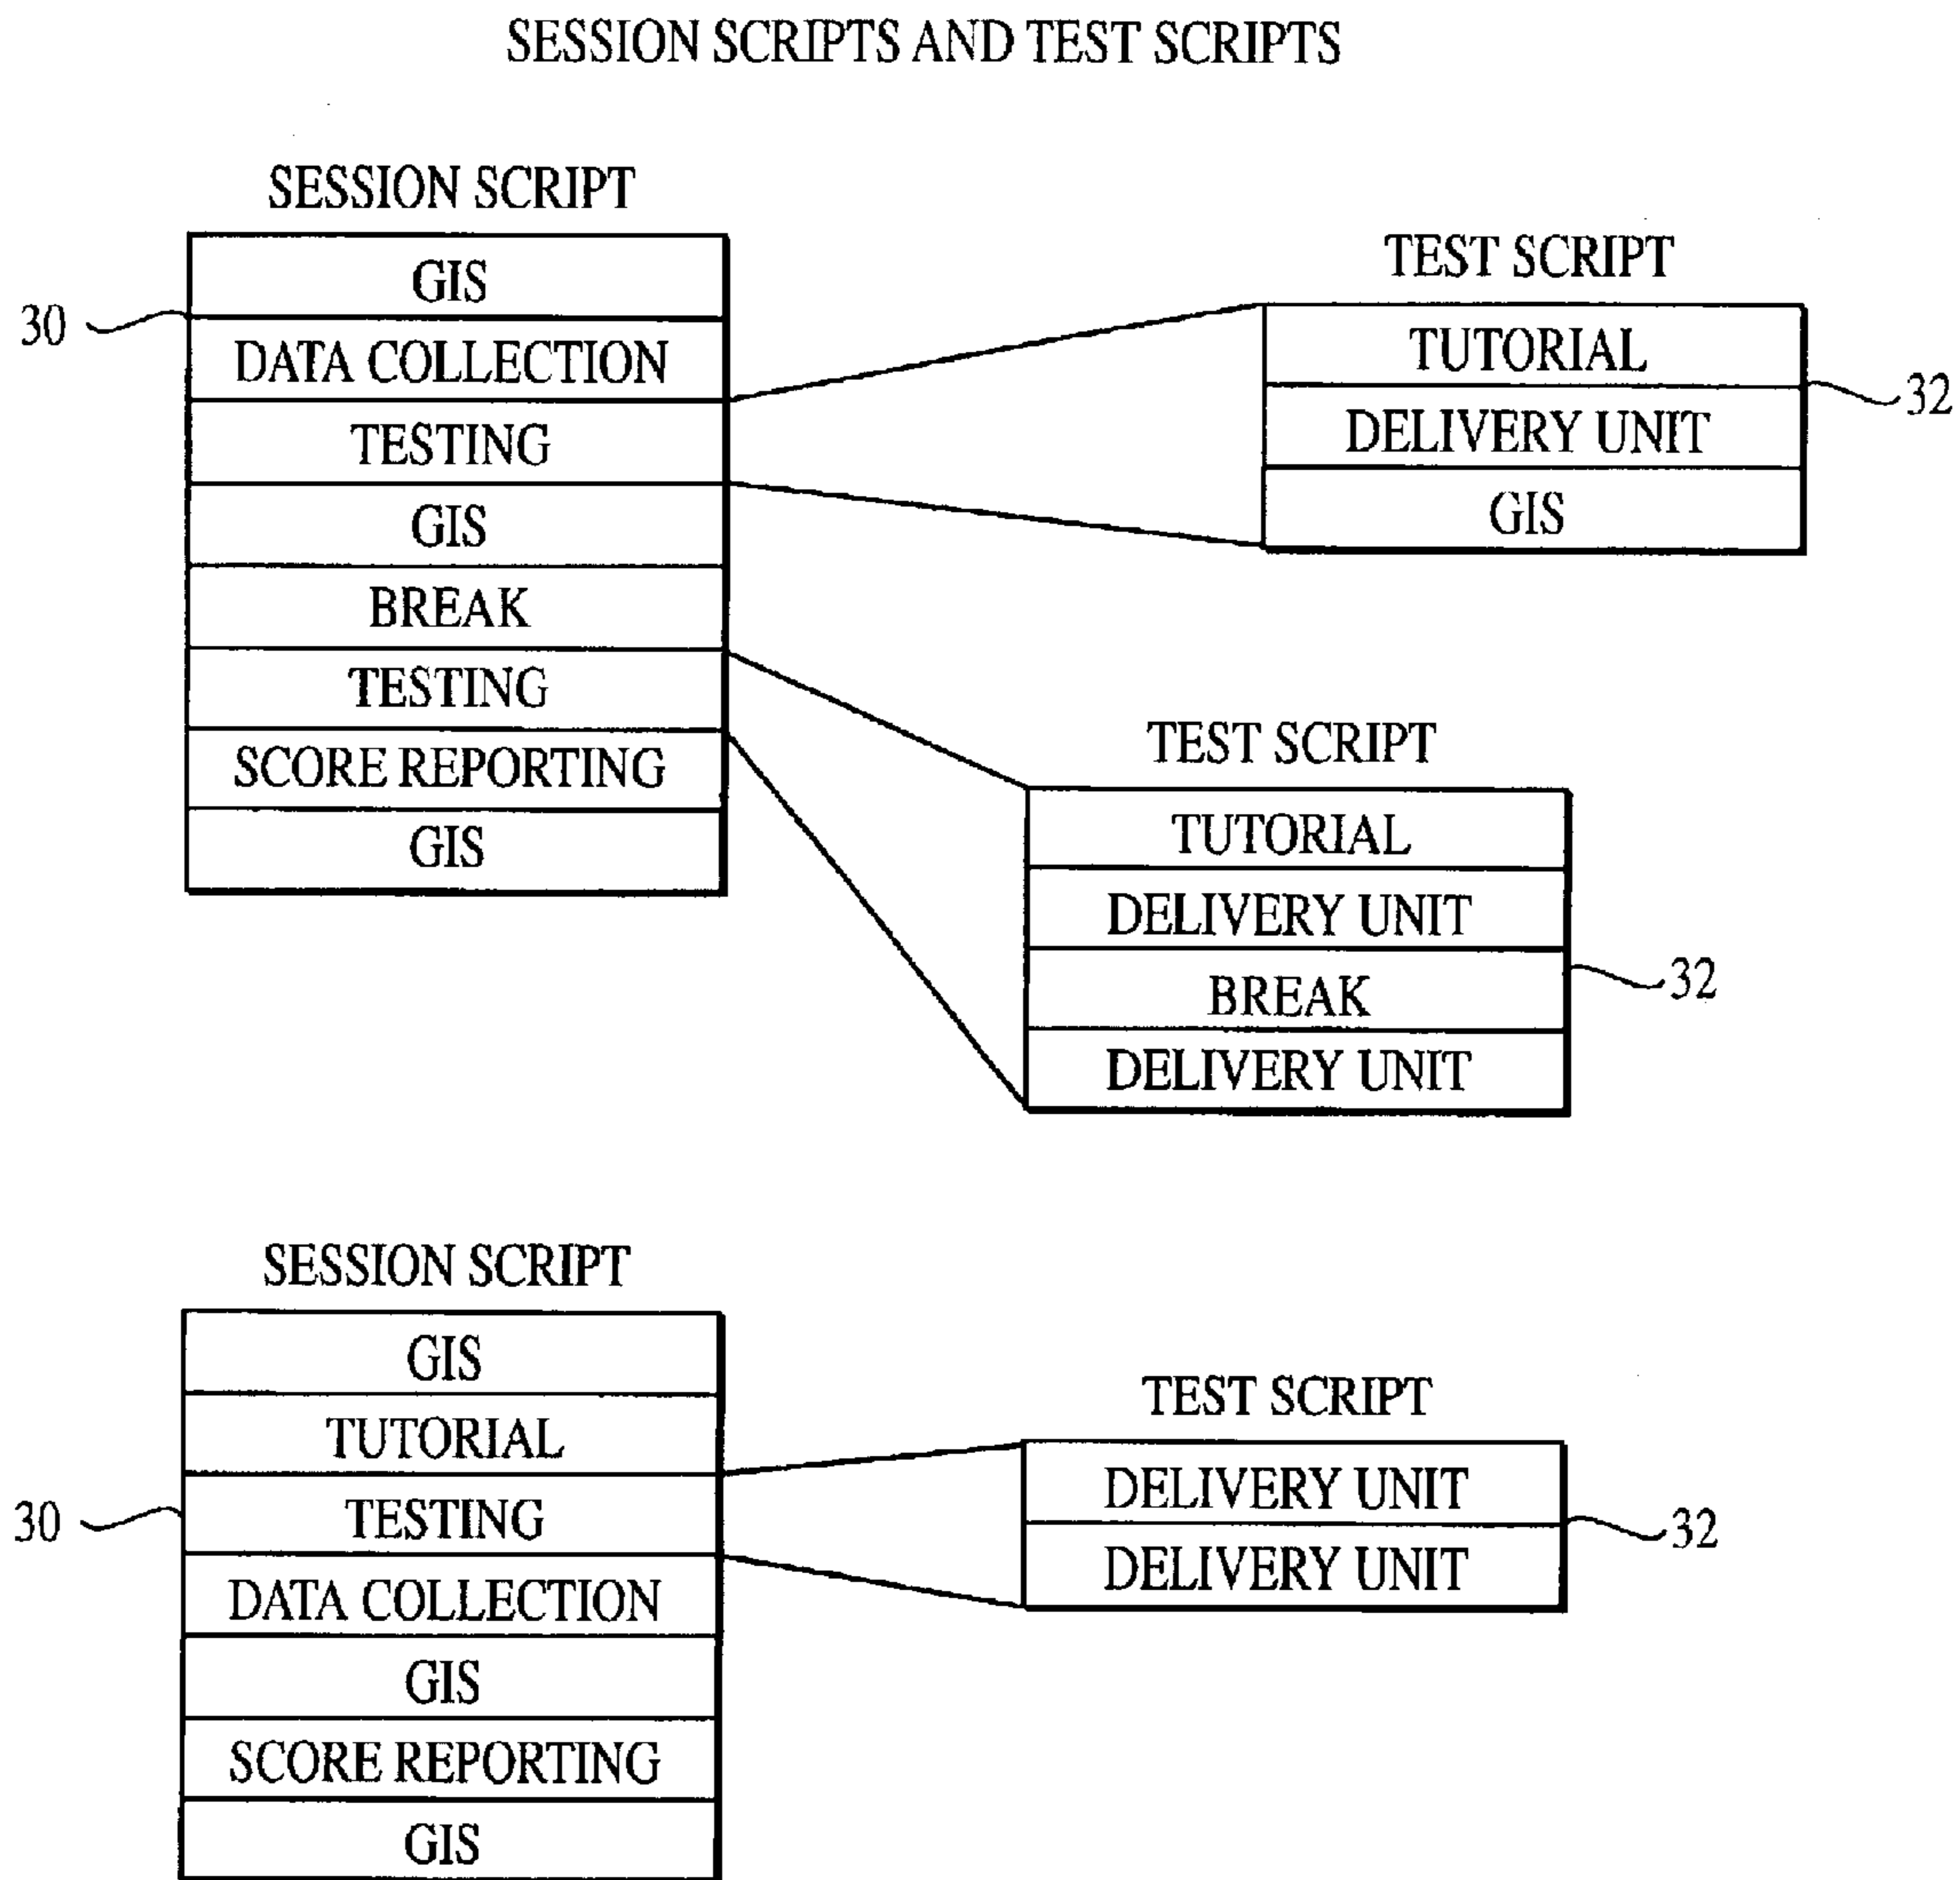 SESSION SCRIPTS AND TEST SCRIPTS
SESSION SCRIPT
30
GIS
DATA COLLECTION
TESTING
GIS
BREAK
TESTING
SCORE REPORTING
GIS
TEST SCRIPT
TUTORIAL
32
DELIVERY UNIT
GIS
TEST SCRIPT
TUTORIAL
DELIVERY UNIT
32
BREAK
DELIVERY UNIT
SESSION SCRIPT
GIS
TUTORIAL
30
TESTING
DATA COLLECTION
GIS
SCORE REPORTING
GIS
TEST SCRIPT
DELIVERY UNIT
32
DELIVERY UNIT